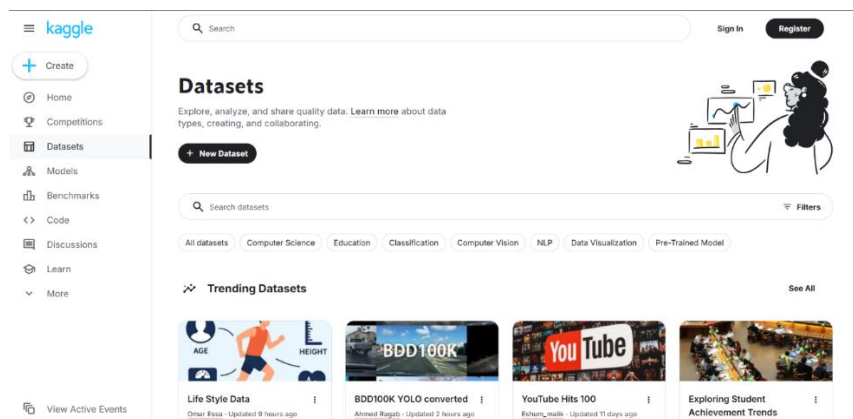 kaggle
Search
Sign In
Register
Create
Home
Competitions
Datasets
Models
Benchmarks
Code
Discussions
Learn
More
View Active Events
Datasets
Explore, analyze, and share quality data. Learn more about data
types, creating, and collaborating.
+ New Dataset
Search datasets
Filters
All datasets
Computer Science
Education
Classification
Computer Vision
NLP
Data Visualization
Pre-Trained Model
Trending Datasets
See All
AGE
HEIGHT
BDD100K
YouTube
Life Style Data
Omar Essa · Updated 9 hours ago
BDD100K YOLO converted
Ahmed Ragab · Updated 2 hours ago
YouTube Hits 100
Eshum_malik · Updated 11 days ago
Exploring Student
Achievement Trends